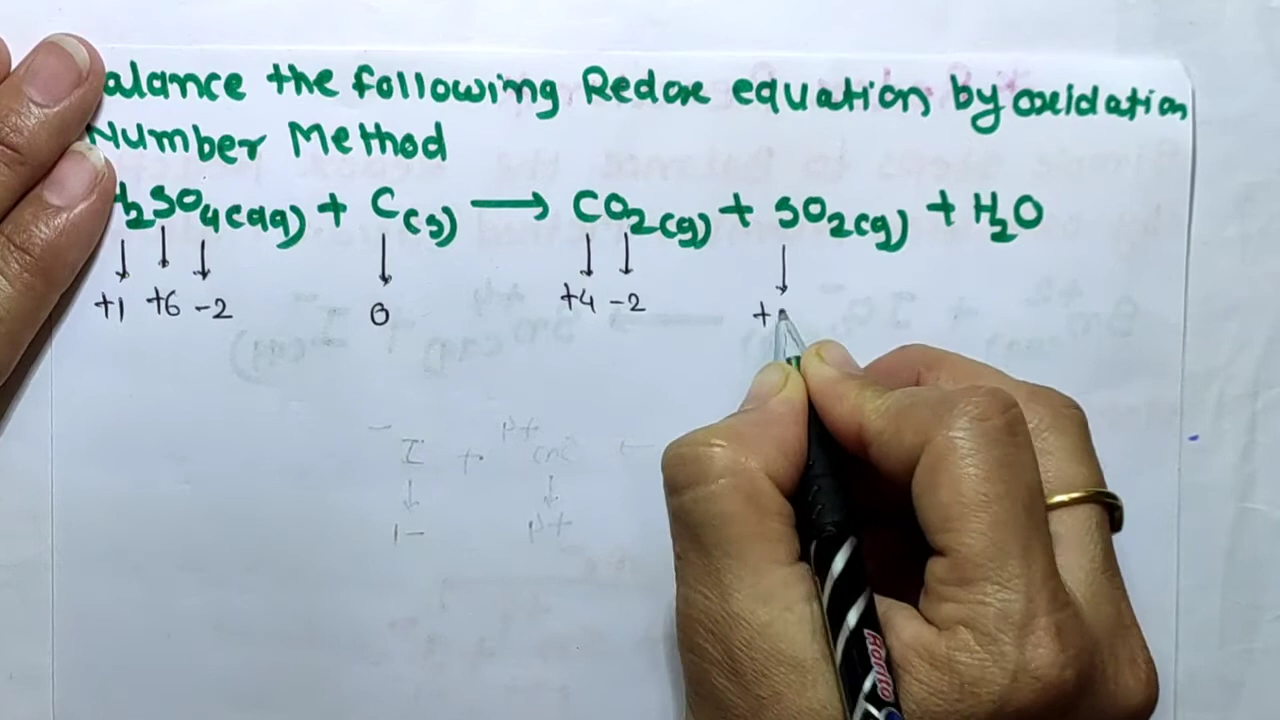 alance the following Redox equation by oxidation
Number Method
H₂SO₄(aq) + C(s) ⟶ CO₂(g) + SO₂(g) + H₂O
+1 +6 -2 0 +4 -2 +
Rorito